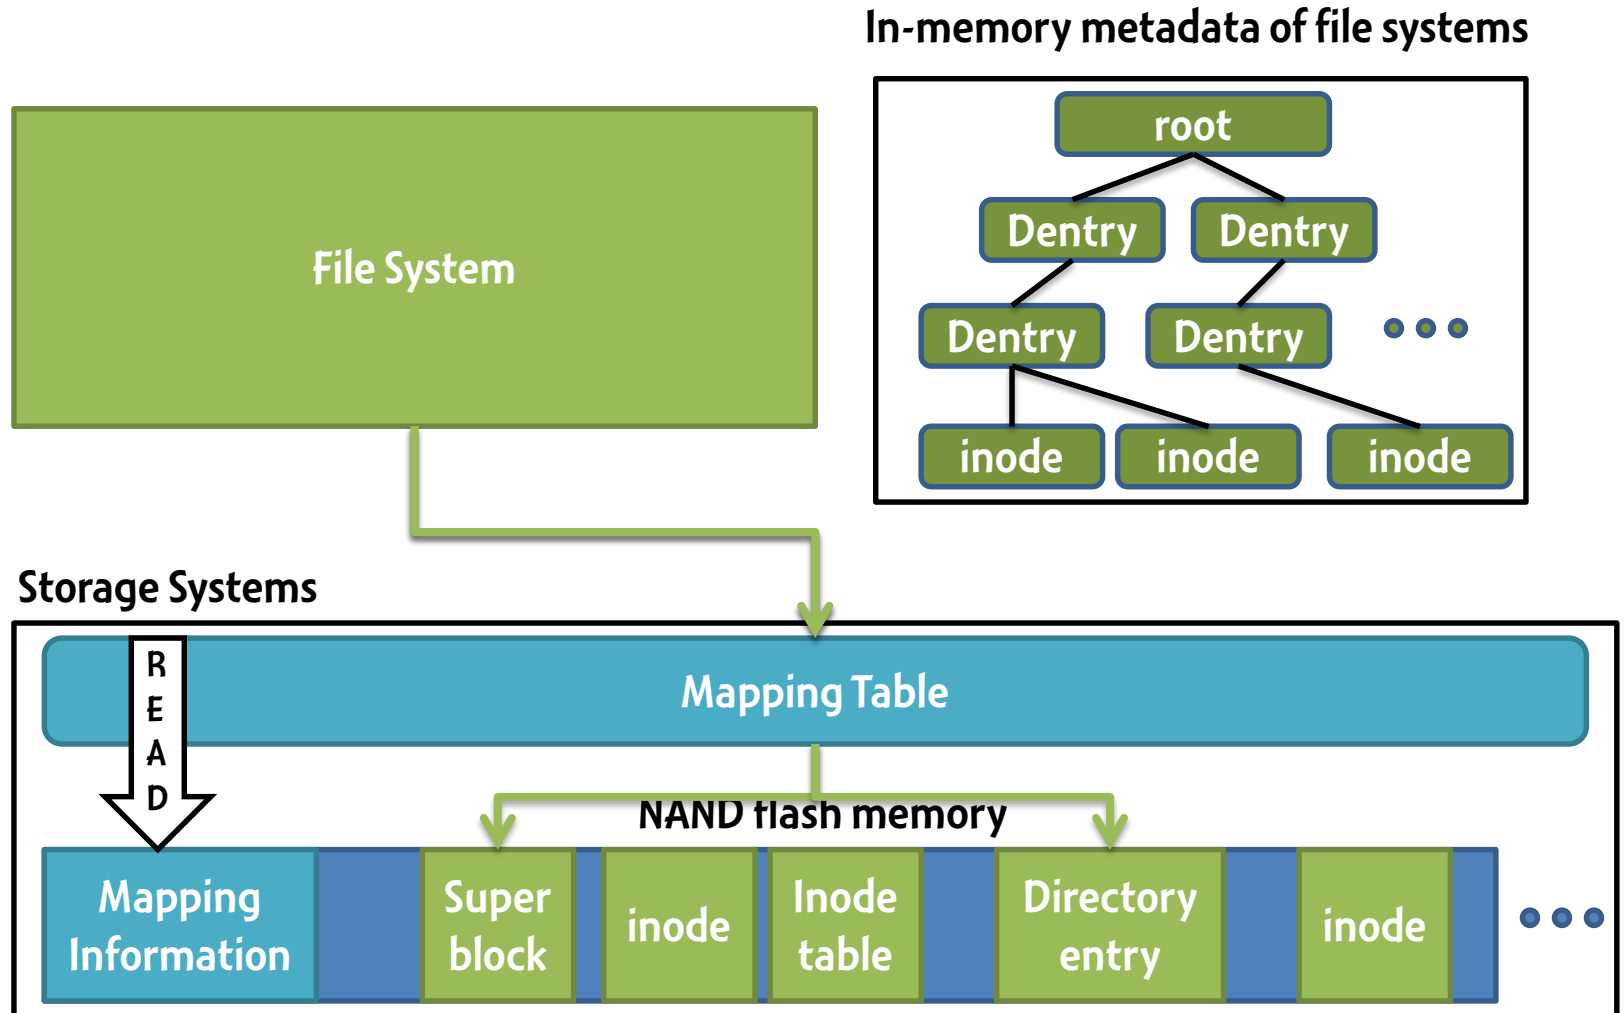 In-memory metadata of file systems
root
Dentry Dentry
File System
Dentry Dentry
inode inode inode
Storage Systems
READ
Mapping Table
NAND flash memory
Mapping
Information
Super
block
inode
Inode
table
Directory
entry
inode